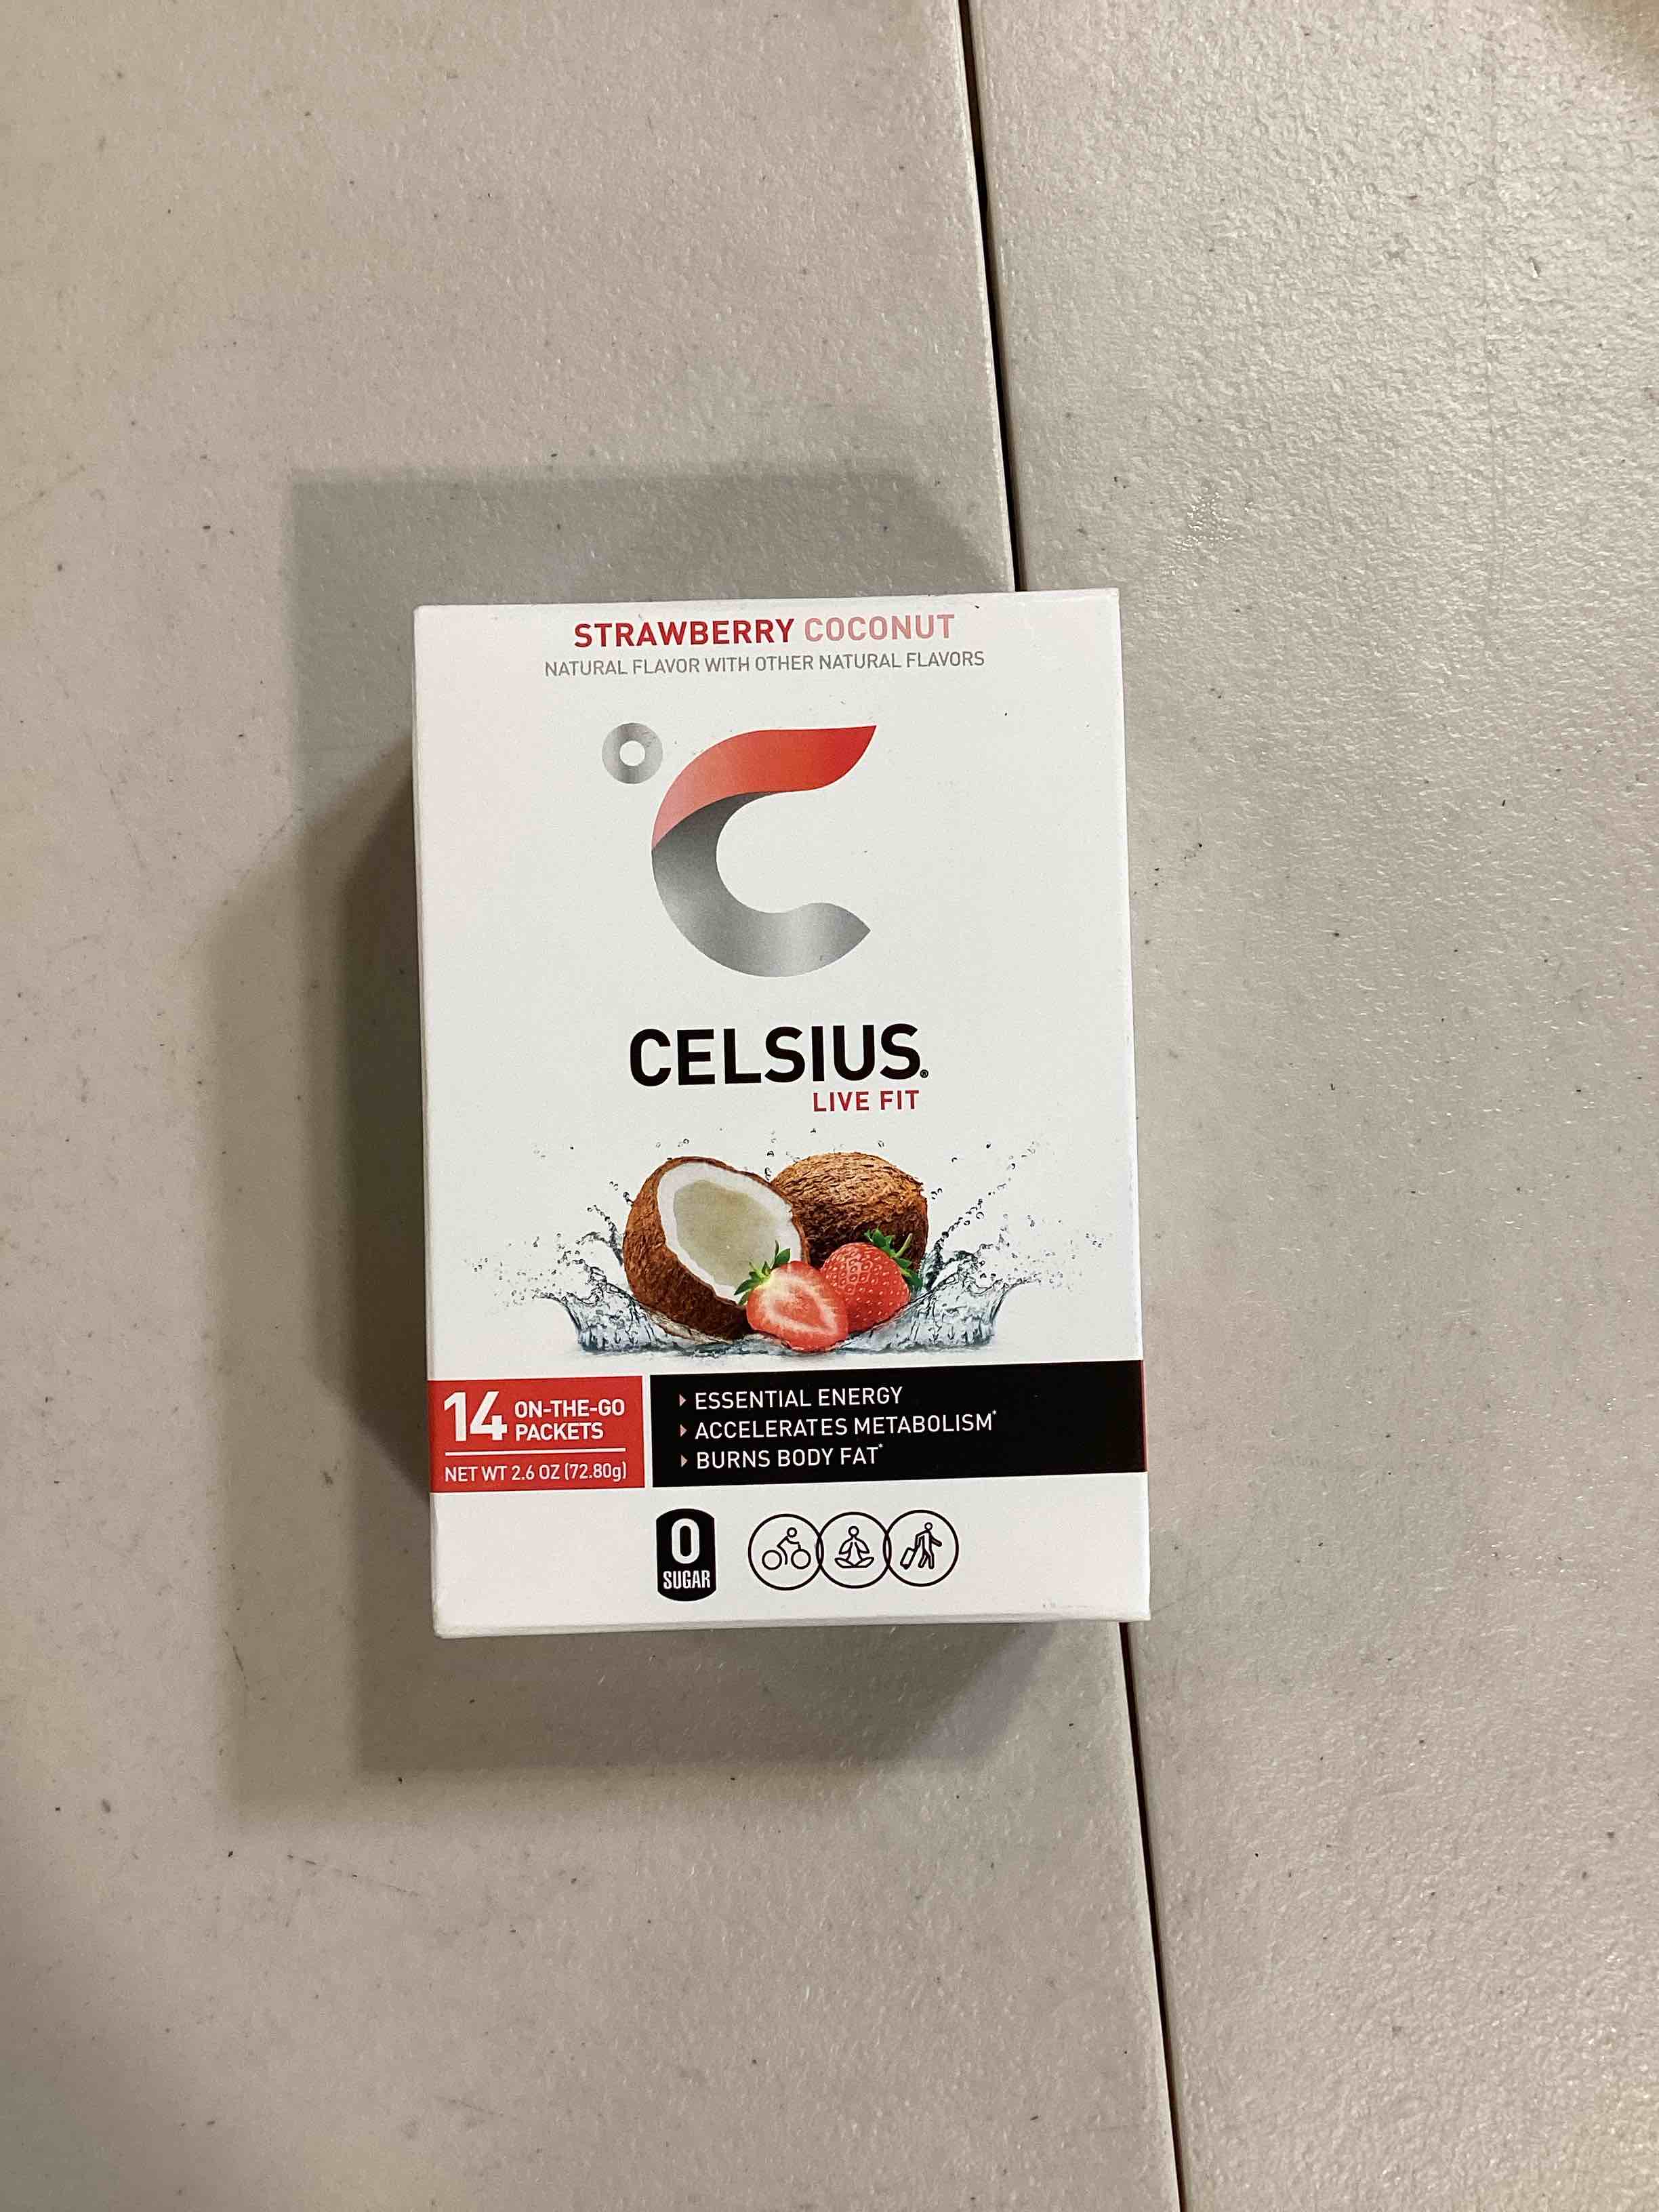 STRAWBERRY COCONUT
NATURAL FLAVOR WITH OTHER NATURAL FLAVORS
°C
CELSIUS®
LIVE FIT
14 ON-THE-GO
PACKETS
NET WT 2.6 OZ (72.80g)
ESSENTIAL ENERGY
ACCELERATES METABOLISM*
BURNS BODY FAT*
0
SUGAR